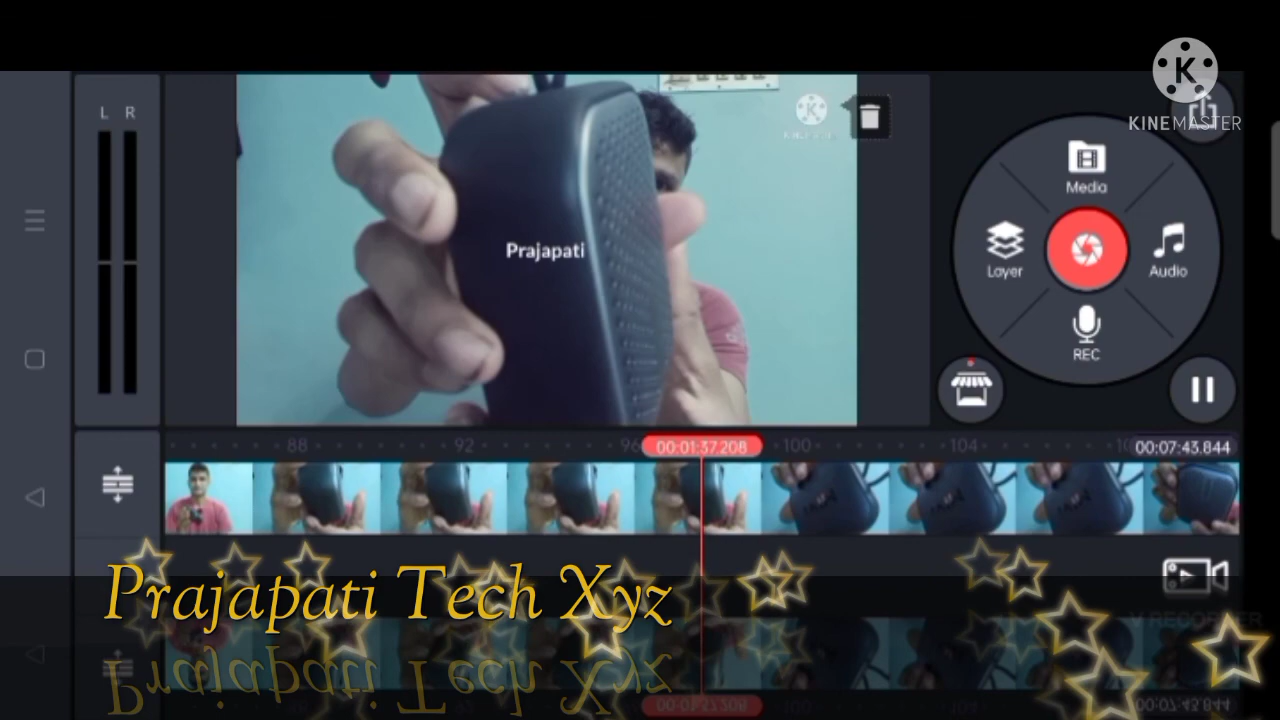 KINEMASTER
L R
Media
Layer
Audio
REC
Prajapati
88
92
96
00:01:37.208
100
104
00:07:43.844
Prajapati Tech Xyz
V RECORDER